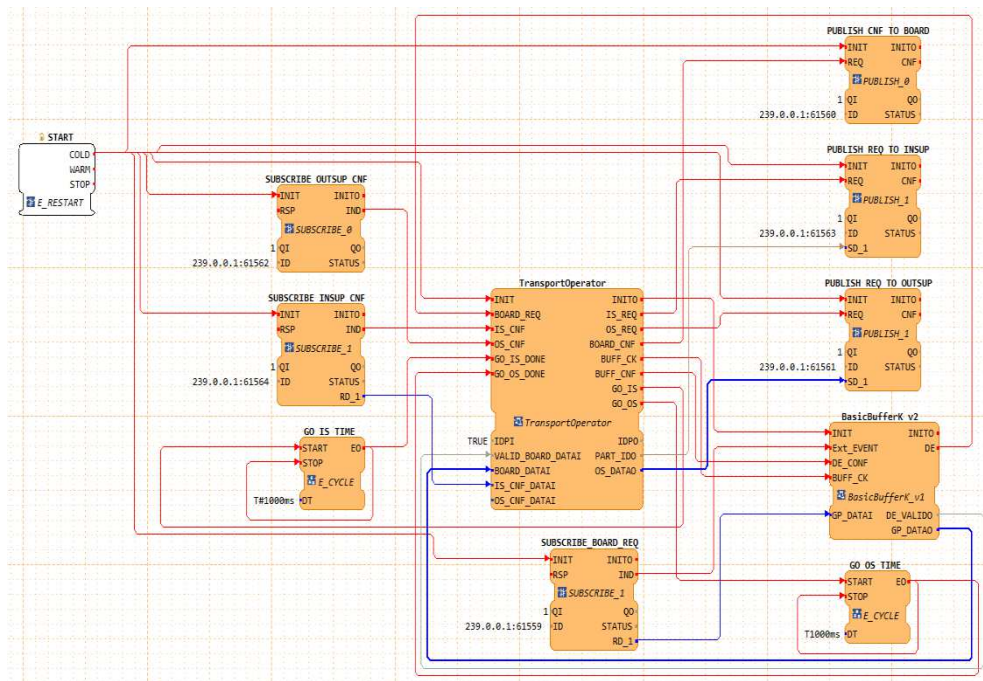 START
COLD
WARM
STOP
E_RESTART
SUBSCRIBE OUTSUP CNF
INIT INITO
RSP IND
SUBSCRIBE_0
1 QI QO
239.0.0.1:61562 ID STATUS
SUBSCRIBE INSUP CNF
INIT INITO
RSP IND
SUBSCRIBE_1
1 QI QO
239.0.0.1:61564 ID STATUS
RD_1
GO IS TIME
START EO
STOP
E_CYCLE
T#1000ms DT
TransportOperator
INIT INITO
BOARD_REQ IS_REQ
IS_CNF OS_REQ
OS_CNF BOARD_CNF
GO_IS_DONE BUFF_CK
GO_OS_DONE BUFF_CNF
GO_IS
GO_OS
TransportOperator
TRUE IDPI IDPO
VALID_BOARD_DATAI PART_IDO
BOARD_DATAI OS_DATAO
IS_CNF_DATAI
OS_CNF_DATAI
SUBSCRIBE_BOARD_REQ
INIT INITO
RSP IND
SUBSCRIBE_1
1 QI QO
239.0.0.1:61559 ID STATUS
RD_1
PUBLISH CNF TO BOARD
INIT INITO
REQ CNF
PUBLISH_0
1 QI QO
239.0.0.1:61560 ID STATUS
PUBLISH REQ TO INSUP
INIT INITO
REQ CNF
PUBLISH_1
1 QI QO
239.0.0.1:61563 ID STATUS
SD_1
PUBLISH REQ TO OUTSUP
INIT INITO
REQ CNF
PUBLISH_1
1 QI QO
239.0.0.1:61561 ID STATUS
SD_1
BasicBufferK v2
INIT INITO
Ext_EVENT DE
DE_CONF
BUFF_CK
BasicBufferK_v1
GP_DATAI DE_VALIDO
GP_DATAO
GO OS TIME
START EO
STOP
E_CYCLE
T1000ms DT